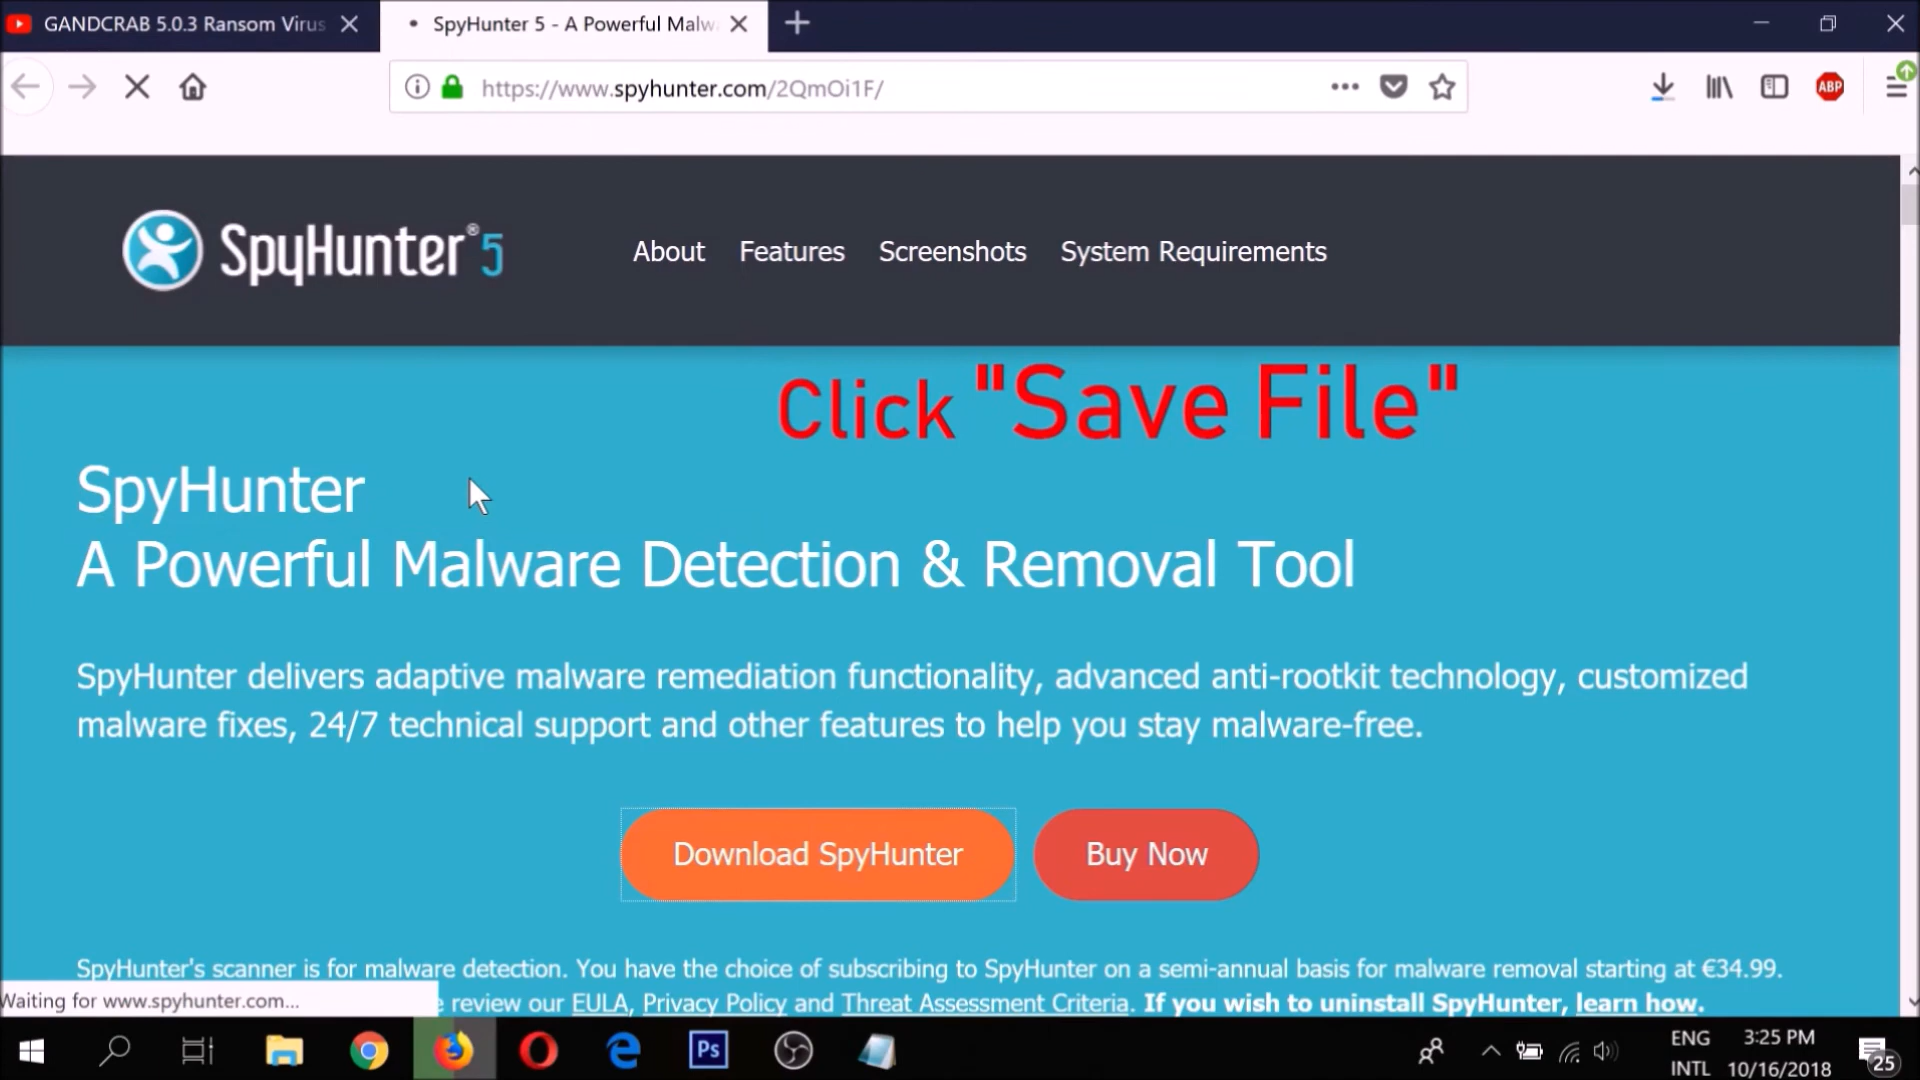 GANDCRAB 5.0.3 Ransom Virus
SpyHunter 5 - A Powerful Malw
https://www.spyhunter.com/2QmOi1F/
ABP
SpyHunter®5
About Features Screenshots System Requirements
Click "Save File"
SpyHunter
A Powerful Malware Detection & Removal Tool
SpyHunter delivers adaptive malware remediation functionality, advanced anti-rootkit technology, customized
malware fixes, 24/7 technical support and other features to help you stay malware-free.
Download SpyHunter
Buy Now
SpyHunter's scanner is for malware detection. You have the choice of subscribing to SpyHunter on a semi-annual basis for malware removal starting at €34.99.
Waiting for www.spyhunter.com...
e review our EULA, Privacy Policy and Threat Assessment Criteria. If you wish to uninstall SpyHunter, learn how.
Ps
ENG
INTL
3:25 PM
10/16/2018
25